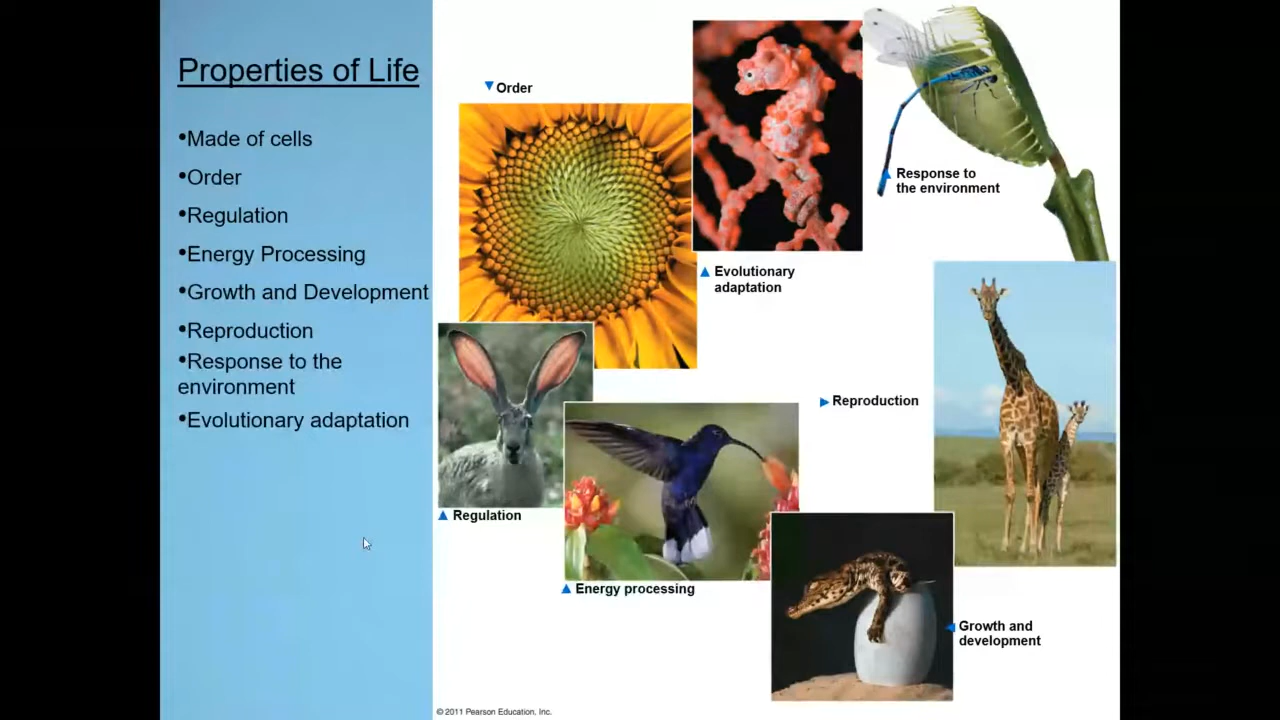 Properties of Life
•Made of cells
•Order
•Regulation
•Energy Processing
•Growth and Development
•Reproduction
•Response to the
environment
•Evolutionary adaptation
Order
Response to
the environment
Evolutionary
adaptation
Reproduction
Regulation
Energy processing
Growth and
development
© 2011 Pearson Education, Inc.